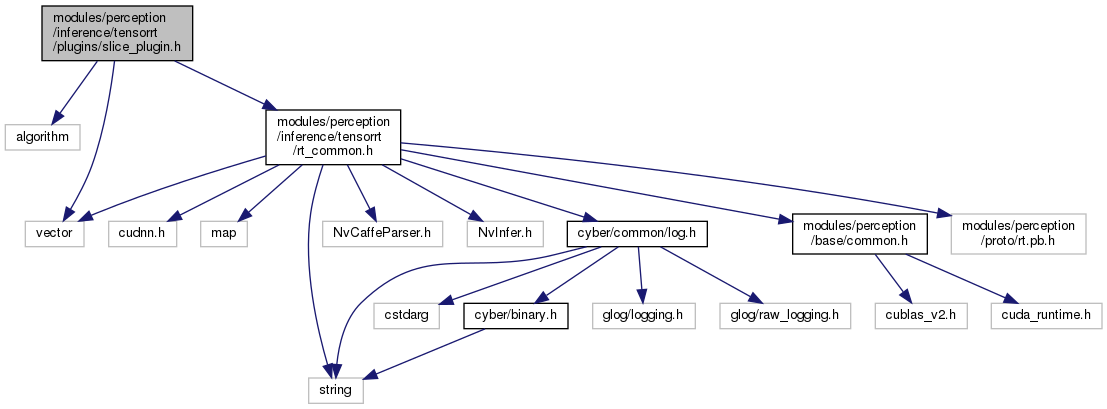 modules/perception
/inference/tensorrt
/plugins/slice_plugin.h
algorithm
modules/perception
/inference/tensorrt
/rt_common.h
vector
cudnn.h
map
NvCaffeParser.h
NvInfer.h
cyber/common/log.h
modules/perception
/base/common.h
modules/perception
/proto/rt.pb.h
cstdarg
cyber/binary.h
glog/logging.h
glog/raw_logging.h
cublas_v2.h
cuda_runtime.h
string